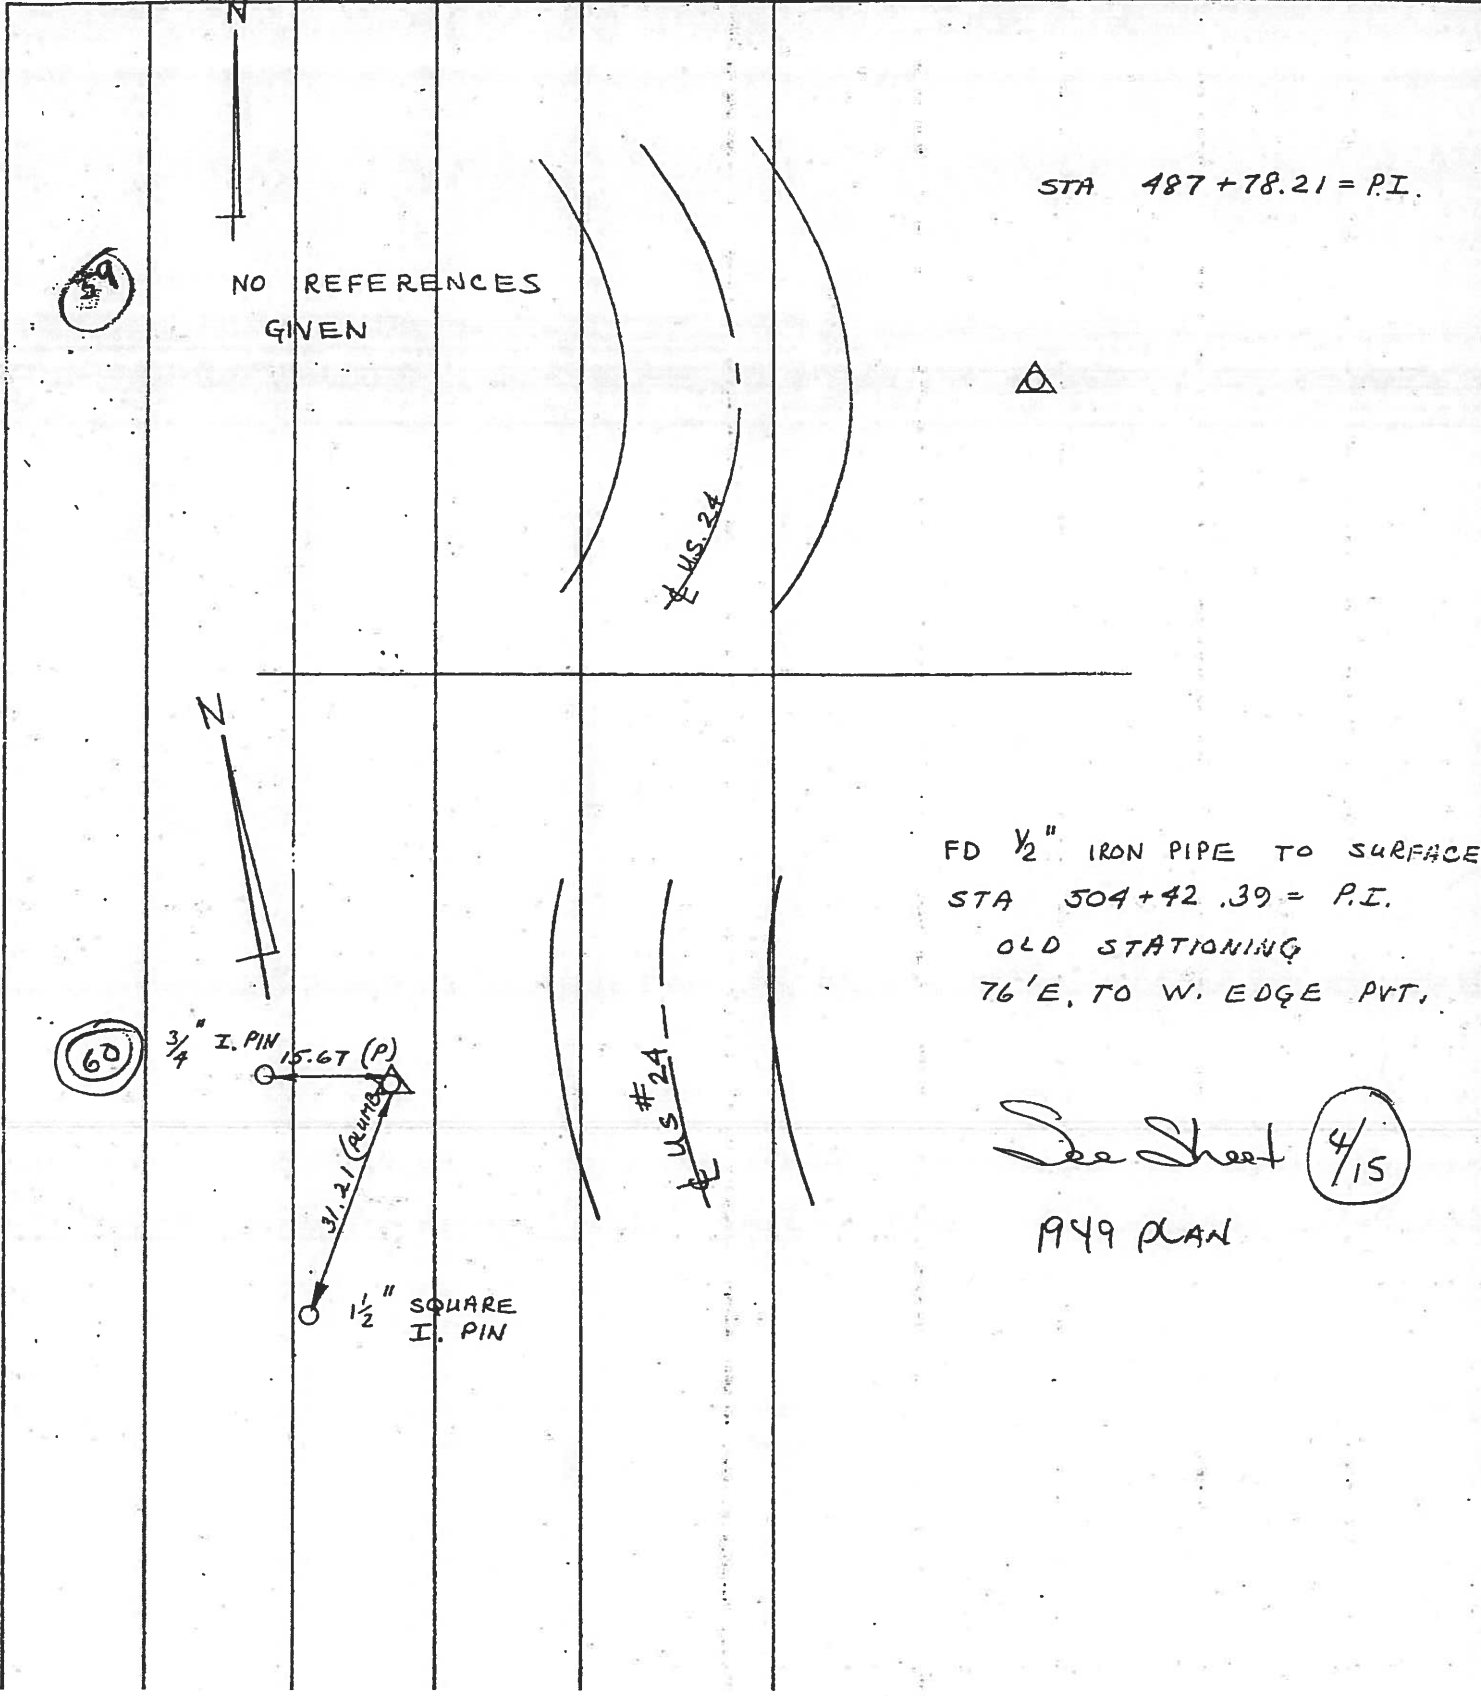 N
STA 487+78.21 = P.I.
59
NO REFERENCES
GIVEN
℄ U.S. 24
N
FD 1/2" IRON PIPE TO SURFACE
STA 504+42.39 = P.I.
OLD STATIONING
76' E. TO W. EDGE PVT.
60
3/4" I. PIN
15.67 (P)
31.21 (PLUMB)
℄ US #24
See Sheet 4/15
1949 PLAN
1 1/2" SQUARE
I. PIN